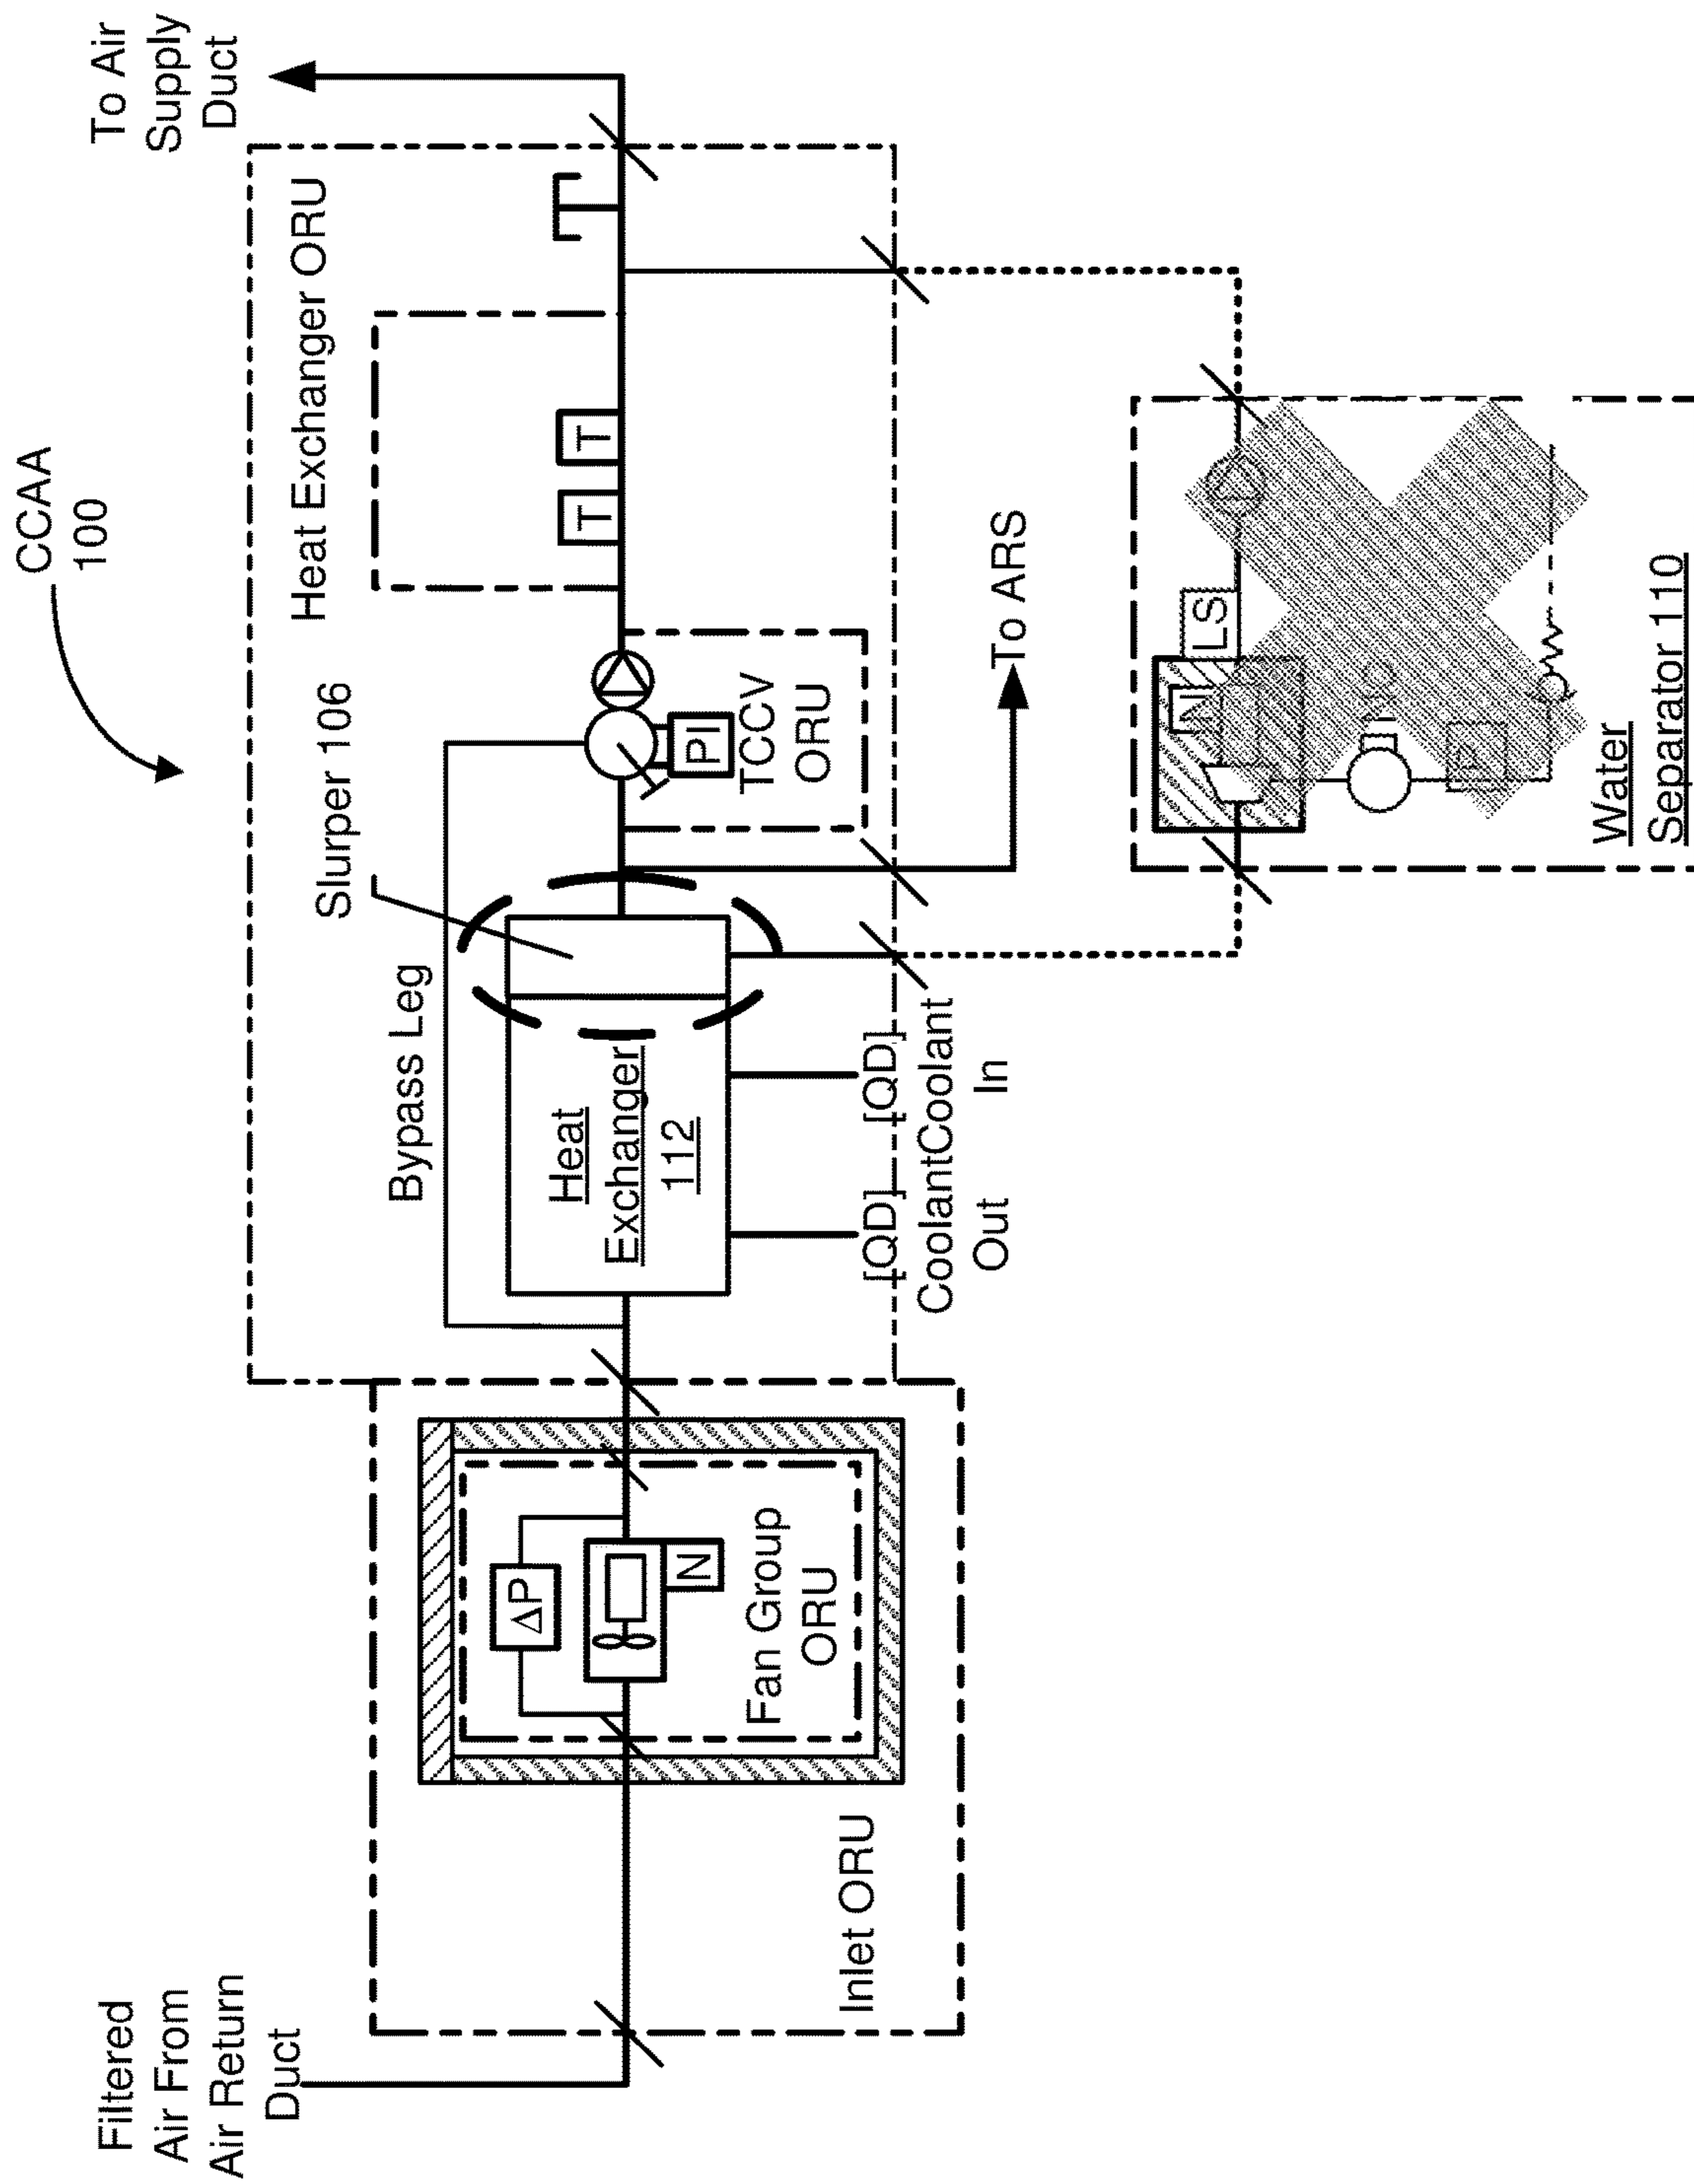 CCAA
100
Filtered
Air From
Air Return
Duct
To Air
Supply
Duct
Heat Exchanger ORU
Slurper 106
Bypass Leg
T
T
ΔP
N
Fan Group
ORU
Inlet ORU
Heat
Exchanger
112
PI
TCCV
ORU
[QD]
[QD]
CoolantCoolant
Out
In
To ARS
N
LS
P
Water
Separator 110